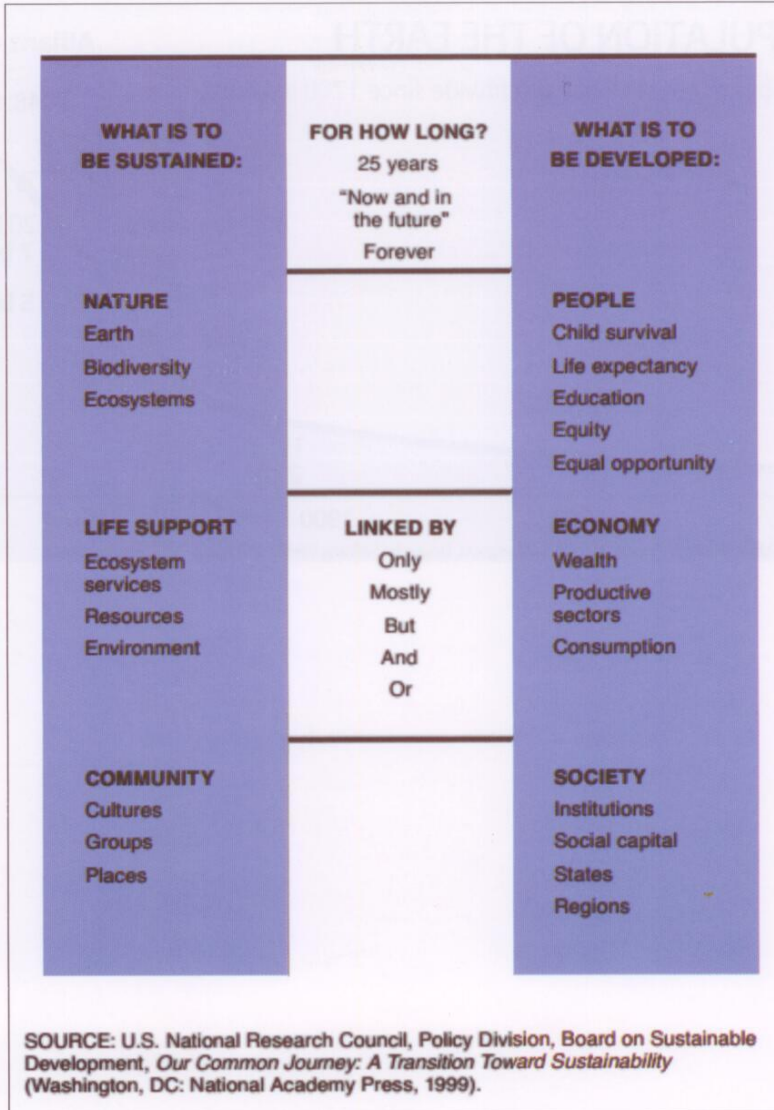 WHAT IS TO
BE SUSTAINED:
NATURE
Earth
Biodiversity
Ecosystems
LIFE SUPPORT
Ecosystem
services
Resources
Environment
COMMUNITY
Cultures
Groups
Places
FOR HOW LONG?
25 years
"Now and in
the future"
Forever
LINKED BY
Only
Mostly
But
And
Or
WHAT IS TO
BE DEVELOPED:
PEOPLE
Child survival
Life expectancy
Education
Equity
Equal opportunity
ECONOMY
Wealth
Productive
sectors
Consumption
SOCIETY
Institutions
Social capital
States
Regions
SOURCE: U.S. National Research Council, Policy Division, Board on Sustainable
Development, Our Common Journey: A Transition Toward Sustainability
(Washington, DC: National Academy Press, 1999).